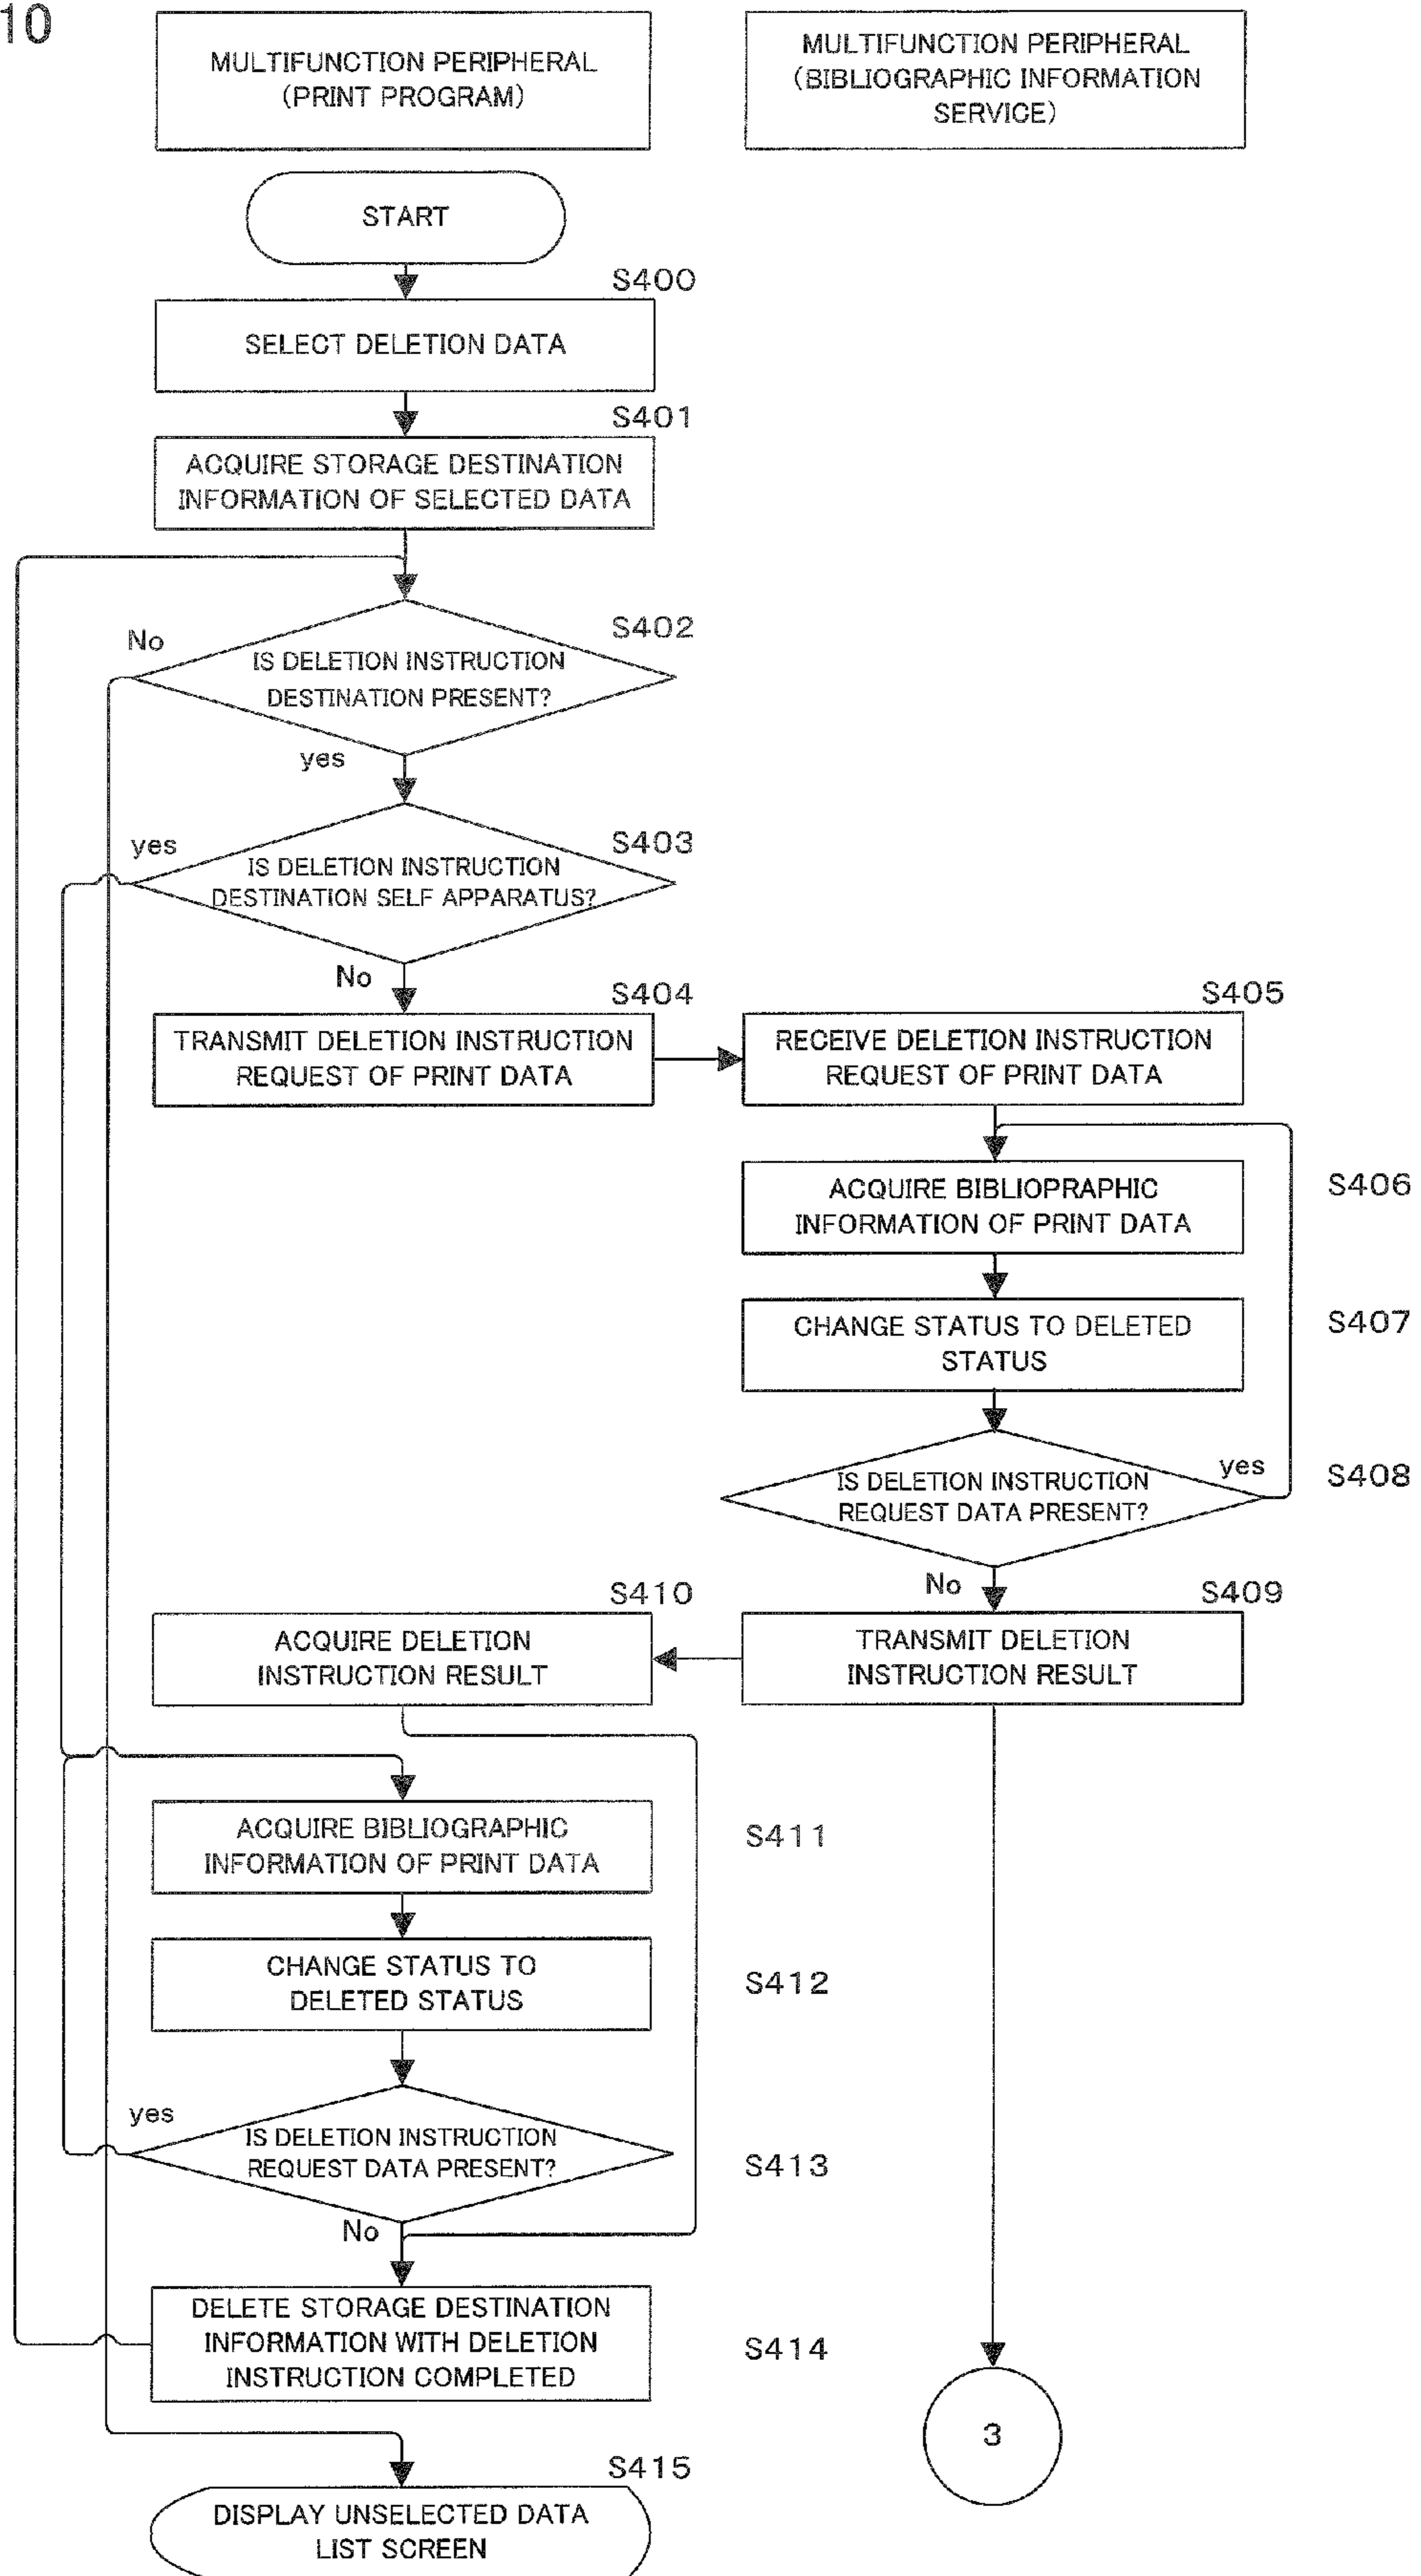 10
MULTIFUNCTION PERIPHERAL
(PRINT PROGRAM)
MULTIFUNCTION PERIPHERAL
(BIBLIOGRAPHIC INFORMATION
SERVICE)
START
S400
SELECT DELETION DATA
S401
ACQUIRE STORAGE DESTINATION
INFORMATION OF SELECTED DATA
S402
No
IS DELETION INSTRUCTION
DESTINATION PRESENT?
yes
S403
yes
IS DELETION INSTRUCTION
DESTINATION SELF APPARATUS?
No
S404
TRANSMIT DELETION INSTRUCTION
REQUEST OF PRINT DATA
S405
RECEIVE DELETION INSTRUCTION
REQUEST OF PRINT DATA
ACQUIRE BIBLIOPRAPHIC
INFORMATION OF PRINT DATA
S406
CHANGE STATUS TO DELETED
STATUS
S407
IS DELETION INSTRUCTION
REQUEST DATA PRESENT?
yes
S408
No
S409
TRANSMIT DELETION
INSTRUCTION RESULT
S410
ACQUIRE DELETION
INSTRUCTION RESULT
ACQUIRE BIBLIOGRAPHIC
INFORMATION OF PRINT DATA
S411
CHANGE STATUS TO
DELETED STATUS
S412
yes
IS DELETION INSTRUCTION
REQUEST DATA PRESENT?
S413
No
DELETE STORAGE DESTINATION
INFORMATION WITH DELETION
INSTRUCTION COMPLETED
S414
3
S415
DISPLAY UNSELECTED DATA
LIST SCREEN